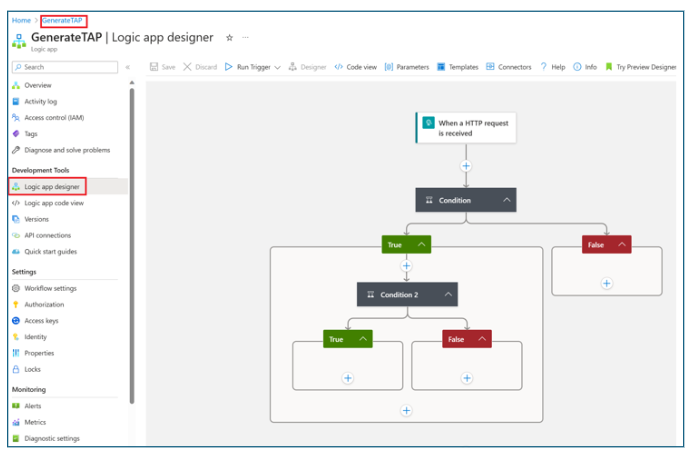 Home > GenerateTAP
GenerateTAP | Logic app designer ☆ ...
Logic app
Search «
Save Discard Run Trigger Designer Code view Parameters Templates Connectors Help Info Try Preview Designer
Overview
Activity log
Access control (IAM)
Tags
Diagnose and solve problems
Development Tools
Logic app designer
Logic app code view
Versions
API connections
Quick start guides
Settings
Workflow settings
Authorization
Access keys
Identity
Properties
Locks
Monitoring
Alerts
Metrics
Diagnostic settings
When a HTTP request
is received
Condition
True
False
Condition 2
True
False